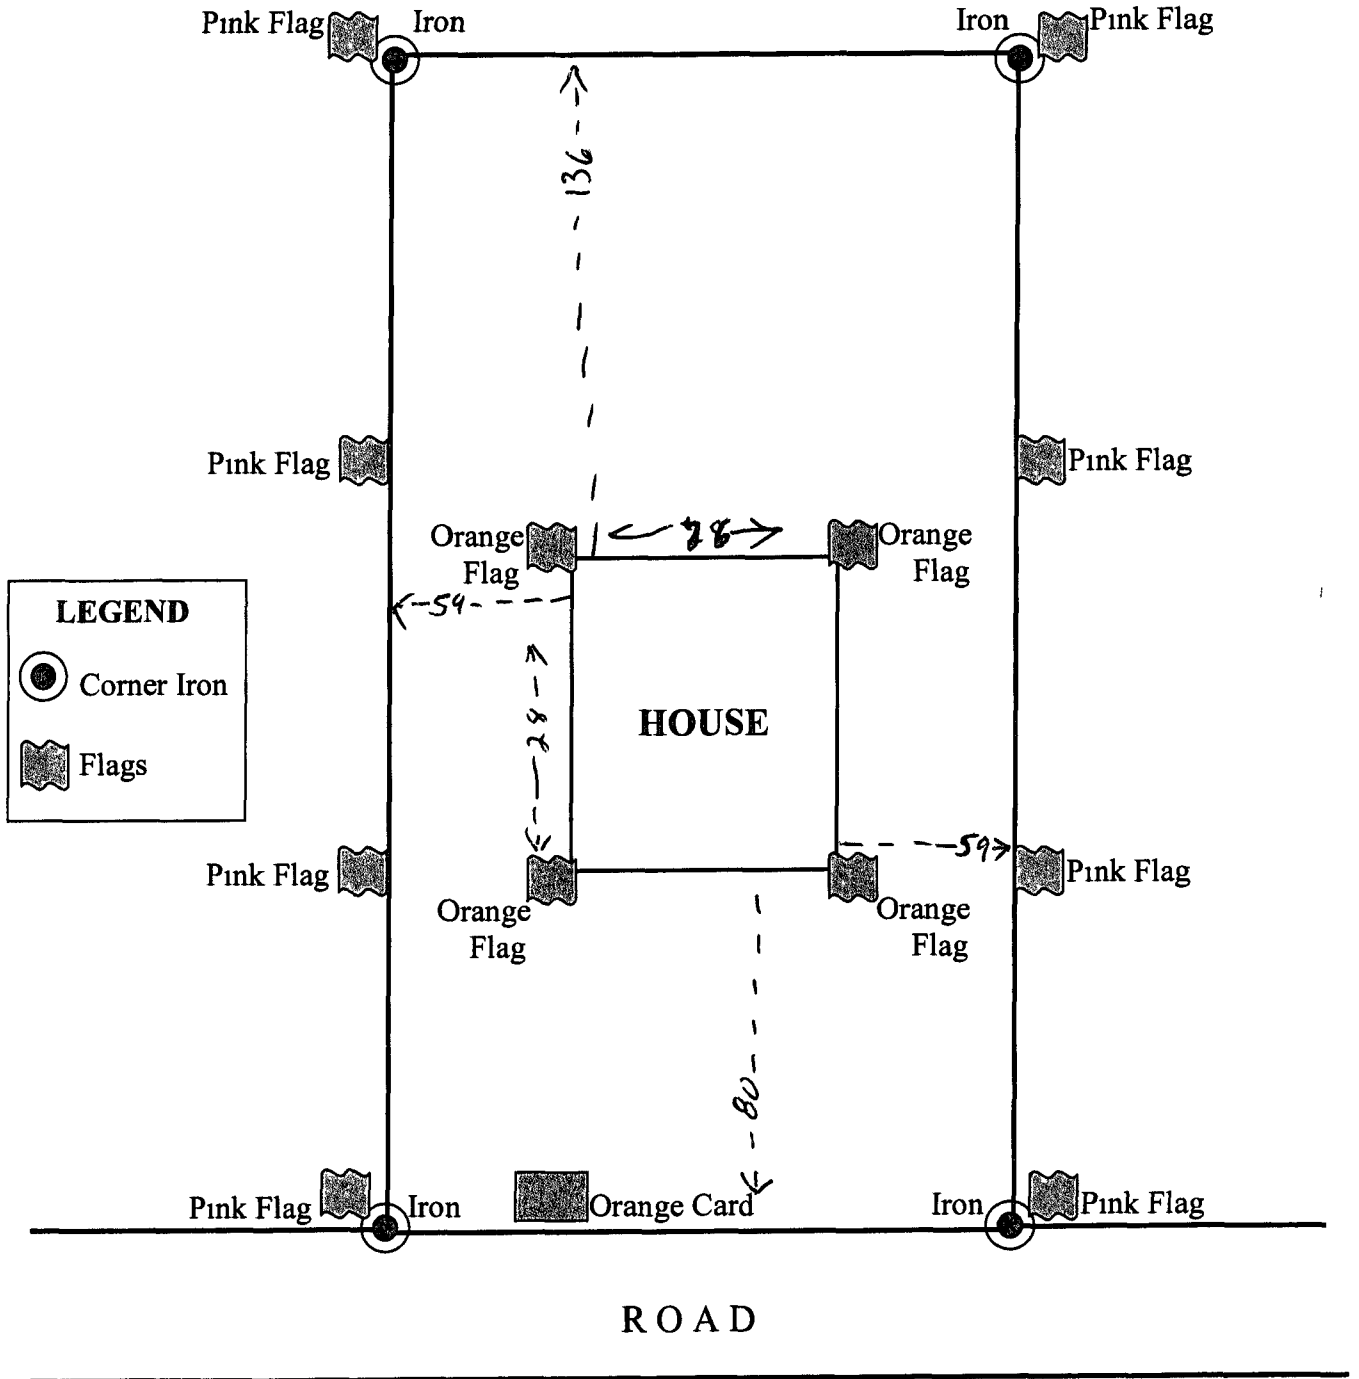 Pink Flag
Iron
Iron
Pink Flag
136
Pink Flag
Pink Flag
Orange
Flag
28
Orange
Flag
LEGEND
Corner Iron
Flags
59
28
HOUSE
59
Pink Flag
Pink Flag
Orange
Flag
Orange
Flag
80
Pink Flag
Iron
Orange Card
Iron
Pink Flag
ROAD